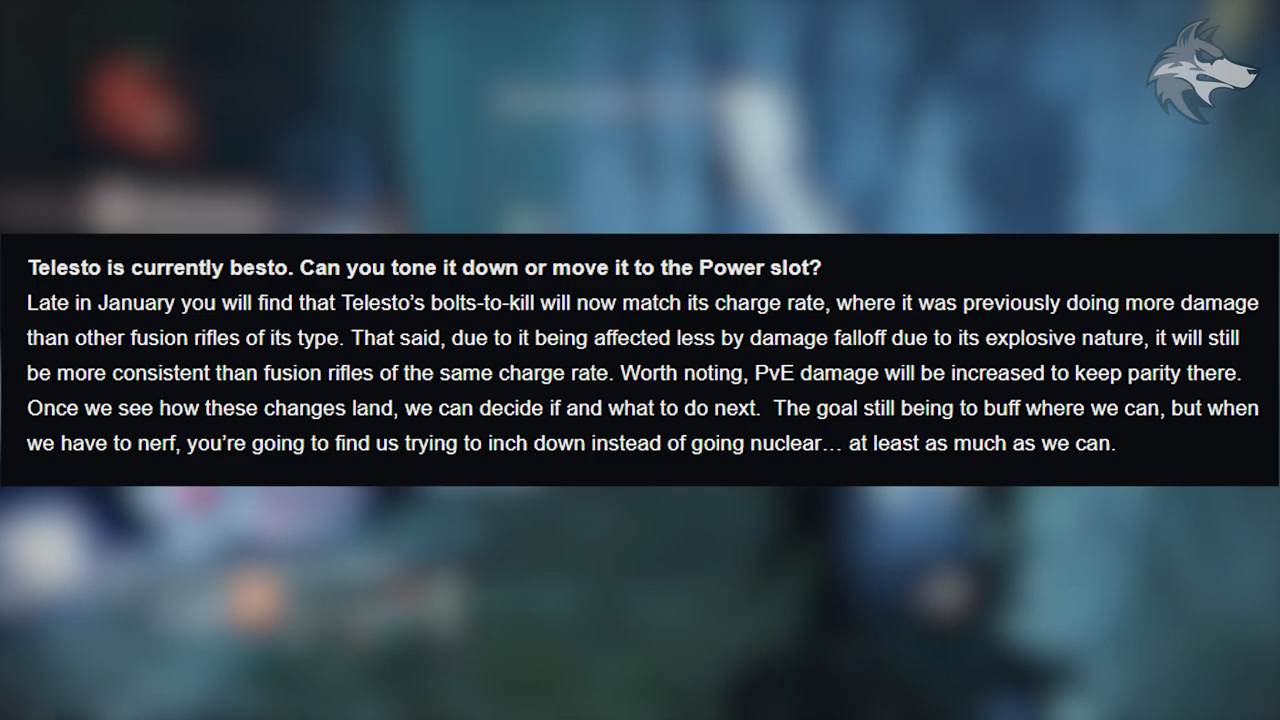 Telesto is currently besto. Can you tone it down or move it to the Power slot?
Late in January you will find that Telesto’s bolts-to-kill will now match its charge rate, where it was previously doing more damage
than other fusion rifles of its type. That said, due to it being affected less by damage falloff due to its explosive nature, it will still
be more consistent than fusion rifles of the same charge rate. Worth noting, PvE damage will be increased to keep parity there.
Once we see how these changes land, we can decide if and what to do next.  The goal still being to buff where we can, but when
we have to nerf, you’re going to find us trying to inch down instead of going nuclear… at least as much as we can.